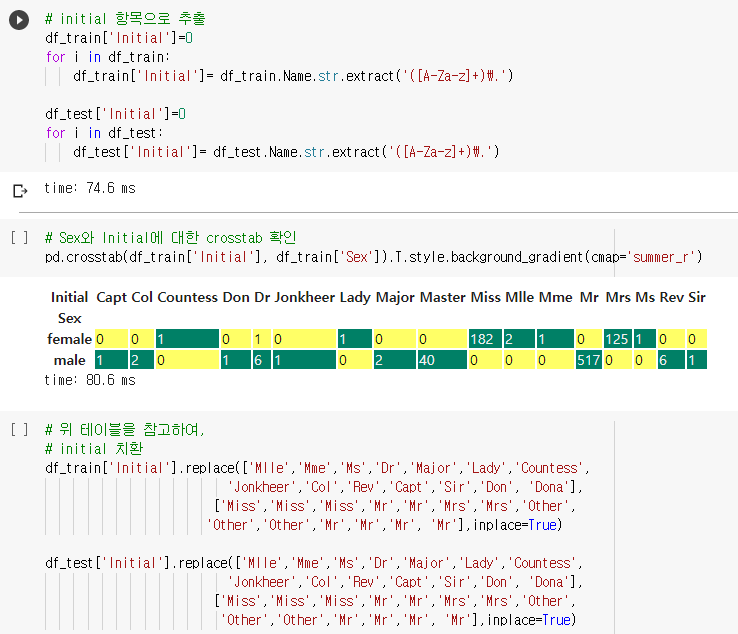 # initial 항목으로 추출
df_train['Initial']=0
for i in df_train:
df_train['Initial']= df_train.Name.str.extract('([A-Za-z]+)₩.')
df_test['Initial']=0
for i in df_test:
df_test['Initial']= df_test.Name.str.extract('([A-Za-z]+)₩.')
time: 74.6 ms
[ ] # Sex와 Initial에 대한 crosstab 확인
pd.crosstab(df_train['Initial'], df_train['Sex']).T.style.background_gradient(cmap='summer_r')
Initial Capt Col Countess Don Dr Jonkheer Lady Major Master Miss Mlle Mme Mr Mrs Ms Rev Sir
Sex
female 0 0 1 0 1 0 1 0 0 182 2 1 0 125 1 0 0
male 1 2 0 1 6 1 0 2 40 0 0 0 517 0 0 6 1
time: 80.6 ms
[ ] # 위 테이블을 참고하여,
# initial 치환
df_train['Initial'].replace(['Mlle','Mme','Ms','Dr','Major','Lady','Countess',
'Jonkheer','Col','Rev','Capt','Sir','Don', 'Dona'],
['Miss','Miss','Miss','Mr','Mr','Mrs','Mrs','Other',
'Other','Other','Mr','Mr','Mr', 'Mr'],inplace=True)
df_test['Initial'].replace(['Mlle','Mme','Ms','Dr','Major','Lady','Countess',
'Jonkheer','Col','Rev','Capt','Sir','Don', 'Dona'],
['Miss','Miss','Miss','Mr','Mr','Mrs','Mrs','Other',
'Other','Other','Mr','Mr','Mr', 'Mr'],inplace=True)